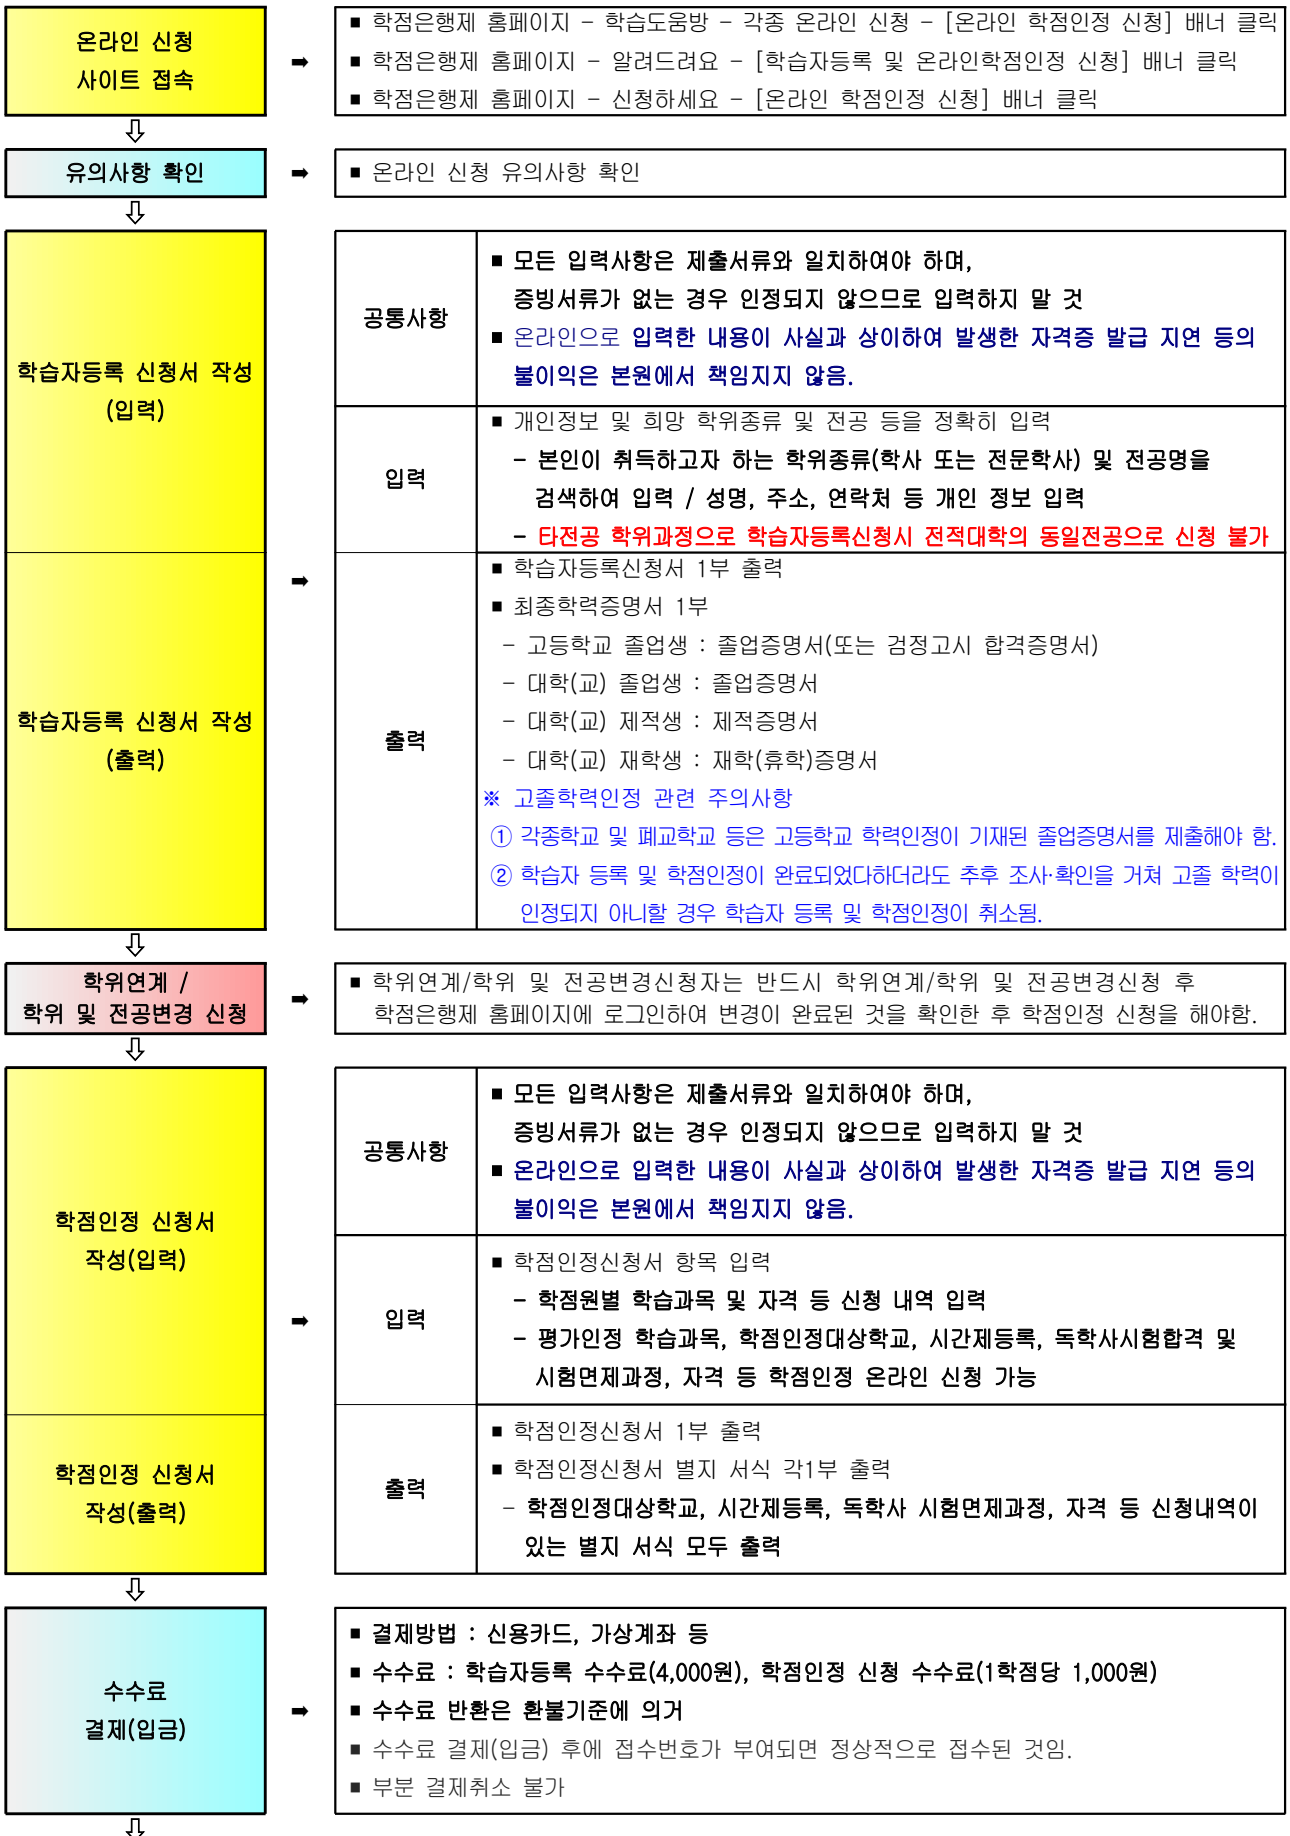 온라인 신청
사이트 접속
➡
■ 학점은행제 홈페이지 - 학습도움방 - 각종 온라인 신청 - [온라인 학점인정 신청] 배너 클릭
■ 학점은행제 홈페이지 - 알려드려요 - [학습자등록 및 온라인학점인정 신청] 배너 클릭
■ 학점은행제 홈페이지 - 신청하세요 - [온라인 학점인정 신청] 배너 클릭
⇩
유의사항 확인
➡
■ 온라인 신청 유의사항 확인
⇩
학습자등록 신청서 작성
(입력)
공통사항
■ 모든 입력사항은 제출서류와 일치하여야 하며,
증빙서류가 없는 경우 인정되지 않으므로 입력하지 말 것
■ 온라인으로 입력한 내용이 사실과 상이하여 발생한 자격증 발급 지연 등의
불이익은 본원에서 책임지지 않음.
입력
■ 개인정보 및 희망 학위종류 및 전공 등을 정확히 입력
- 본인이 취득하고자 하는 학위종류(학사 또는 전문학사) 및 전공명을
검색하여 입력 / 성명, 주소, 연락처 등 개인 정보 입력
- 타전공 학위과정으로 학습자등록신청시 전적대학의 동일전공으로 신청 불가
➡
학습자등록 신청서 작성
(출력)
출력
■ 학습자등록신청서 1부 출력
■ 최종학력증명서 1부
- 고등학교 졸업생 : 졸업증명서(또는 검정고시 합격증명서)
- 대학(교) 졸업생 : 졸업증명서
- 대학(교) 제적생 : 제적증명서
- 대학(교) 재학생 : 재학(휴학)증명서
※ 고졸학력인정 관련 주의사항
① 각종학교 및 폐교학교 등은 고등학교 학력인정이 기재된 졸업증명서를 제출해야 함.
② 학습자 등록 및 학점인정이 완료되었다하더라도 추후 조사·확인을 거쳐 고졸 학력이
인정되지 아니할 경우 학습자 등록 및 학점인정이 취소됨.
⇩
학위연계 /
학위 및 전공변경 신청
➡
■ 학위연계/학위 및 전공변경신청자는 반드시 학위연계/학위 및 전공변경신청 후
학점은행제 홈페이지에 로그인하여 변경이 완료된 것을 확인한 후 학점인정 신청을 해야함.
⇩
학점인정 신청서
작성(입력)
공통사항
■ 모든 입력사항은 제출서류와 일치하여야 하며,
증빙서류가 없는 경우 인정되지 않으므로 입력하지 말 것
■ 온라인으로 입력한 내용이 사실과 상이하여 발생한 자격증 발급 지연 등의
불이익은 본원에서 책임지지 않음.
➡
입력
■ 학점인정신청서 항목 입력
- 학점원별 학습과목 및 자격 등 신청 내역 입력
- 평가인정 학습과목, 학점인정대상학교, 시간제등록, 독학사시험합격 및
시험면제과정, 자격 등 학점인정 온라인 신청 가능
학점인정 신청서
작성(출력)
출력
■ 학점인정신청서 1부 출력
■ 학점인정신청서 별지 서식 각1부 출력
- 학점인정대상학교, 시간제등록, 독학사 시험면제과정, 자격 등 신청내역이
있는 별지 서식 모두 출력
⇩
수수료
결제(입금)
➡
■ 결제방법 : 신용카드, 가상계좌 등
■ 수수료 : 학습자등록 수수료(4,000원), 학점인정 신청 수수료(1학점당 1,000원)
■ 수수료 반환은 환불기준에 의거
■ 수수료 결제(입금) 후에 접수번호가 부여되면 정상적으로 접수된 것임.
■ 부분 결제취소 불가
⇩